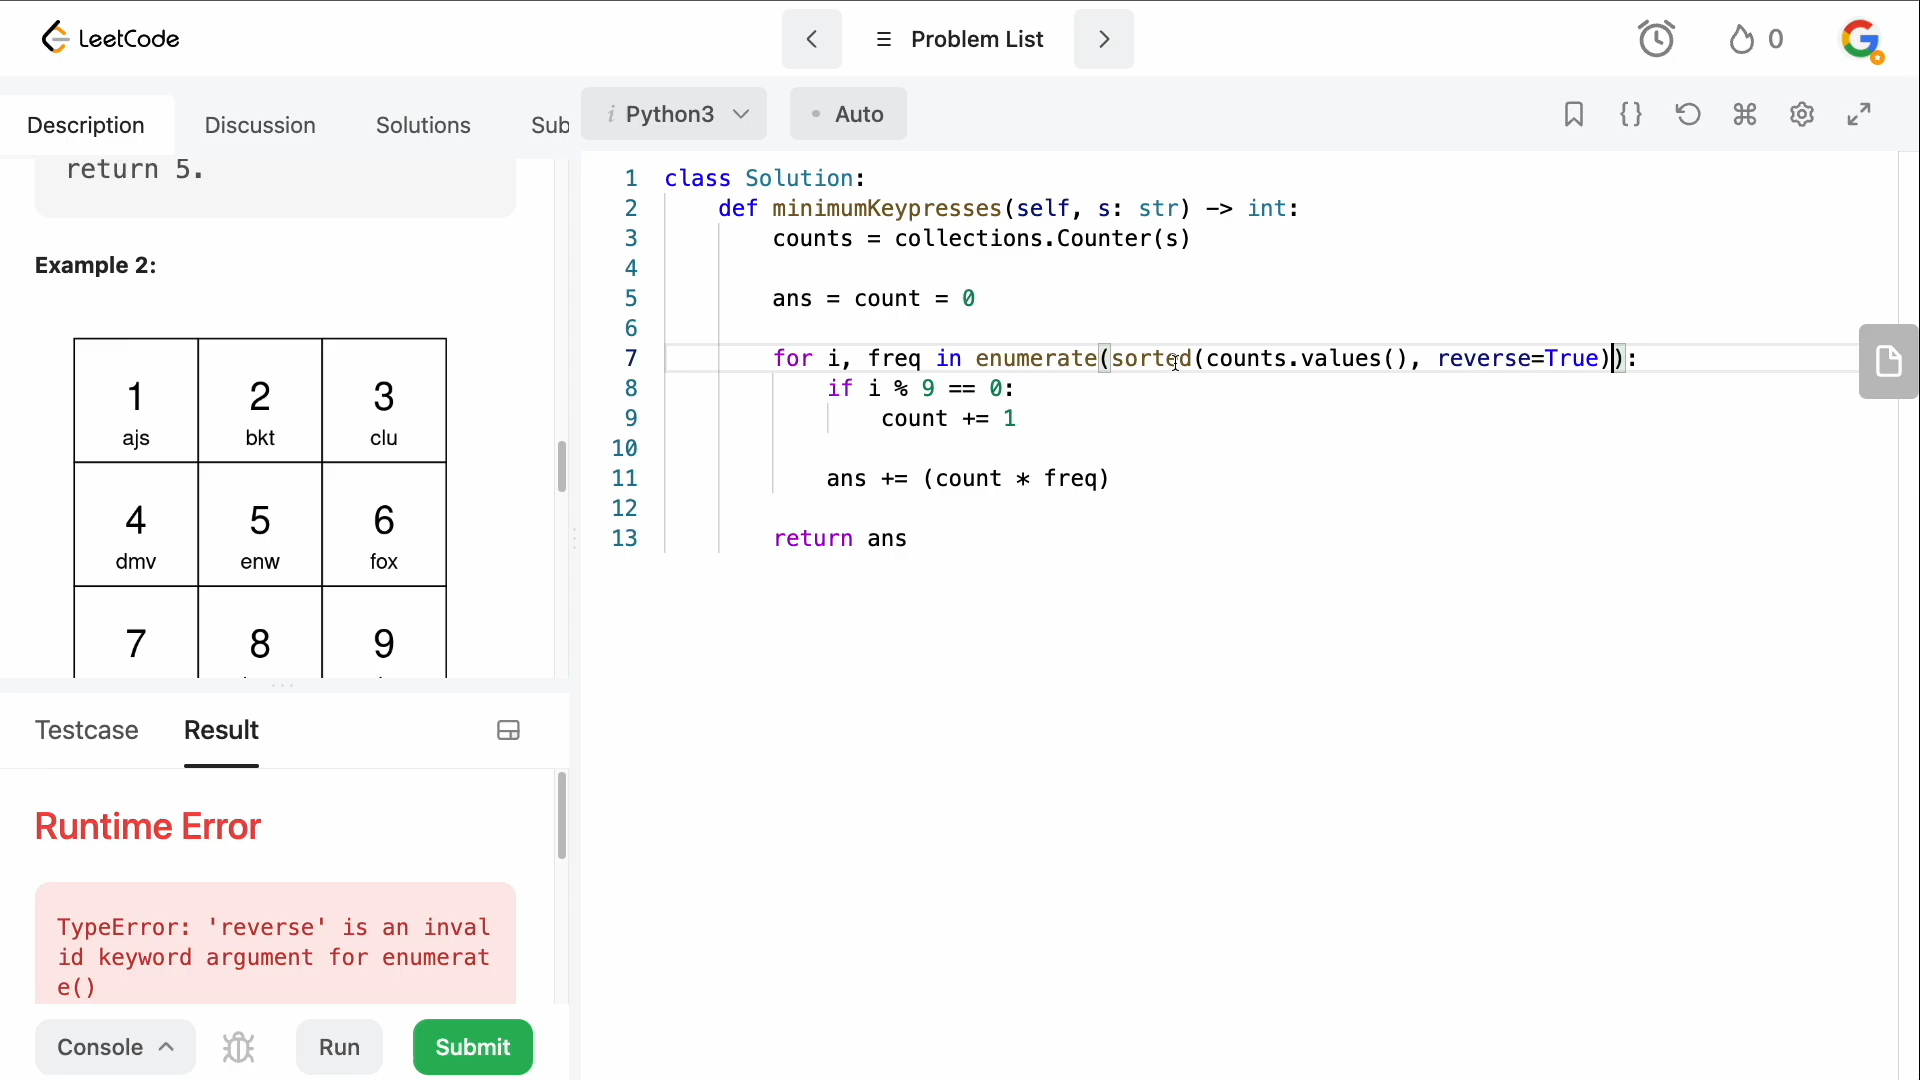 LeetCode
Problem List
0
Description Discussion Solutions Sub
Python3
Auto
return 5.
Example 2:
1 2 3
ajs bkt clu
4 5 6
dmv enw fox
7 8 9
Testcase Result
Runtime Error
TypeError: 'reverse' is an inval
id keyword argument for enumerat
e()
Console Run Submit
1 class Solution:
2 def minimumKeypresses(self, s: str) -> int:
3 counts = collections.Counter(s)
4
5 ans = count = 0
6
7 for i, freq in enumerate(sorted(counts.values(), reverse=True)):
8 if i % 9 == 0:
9 count += 1
10
11 ans += (count * freq)
12
13 return ans